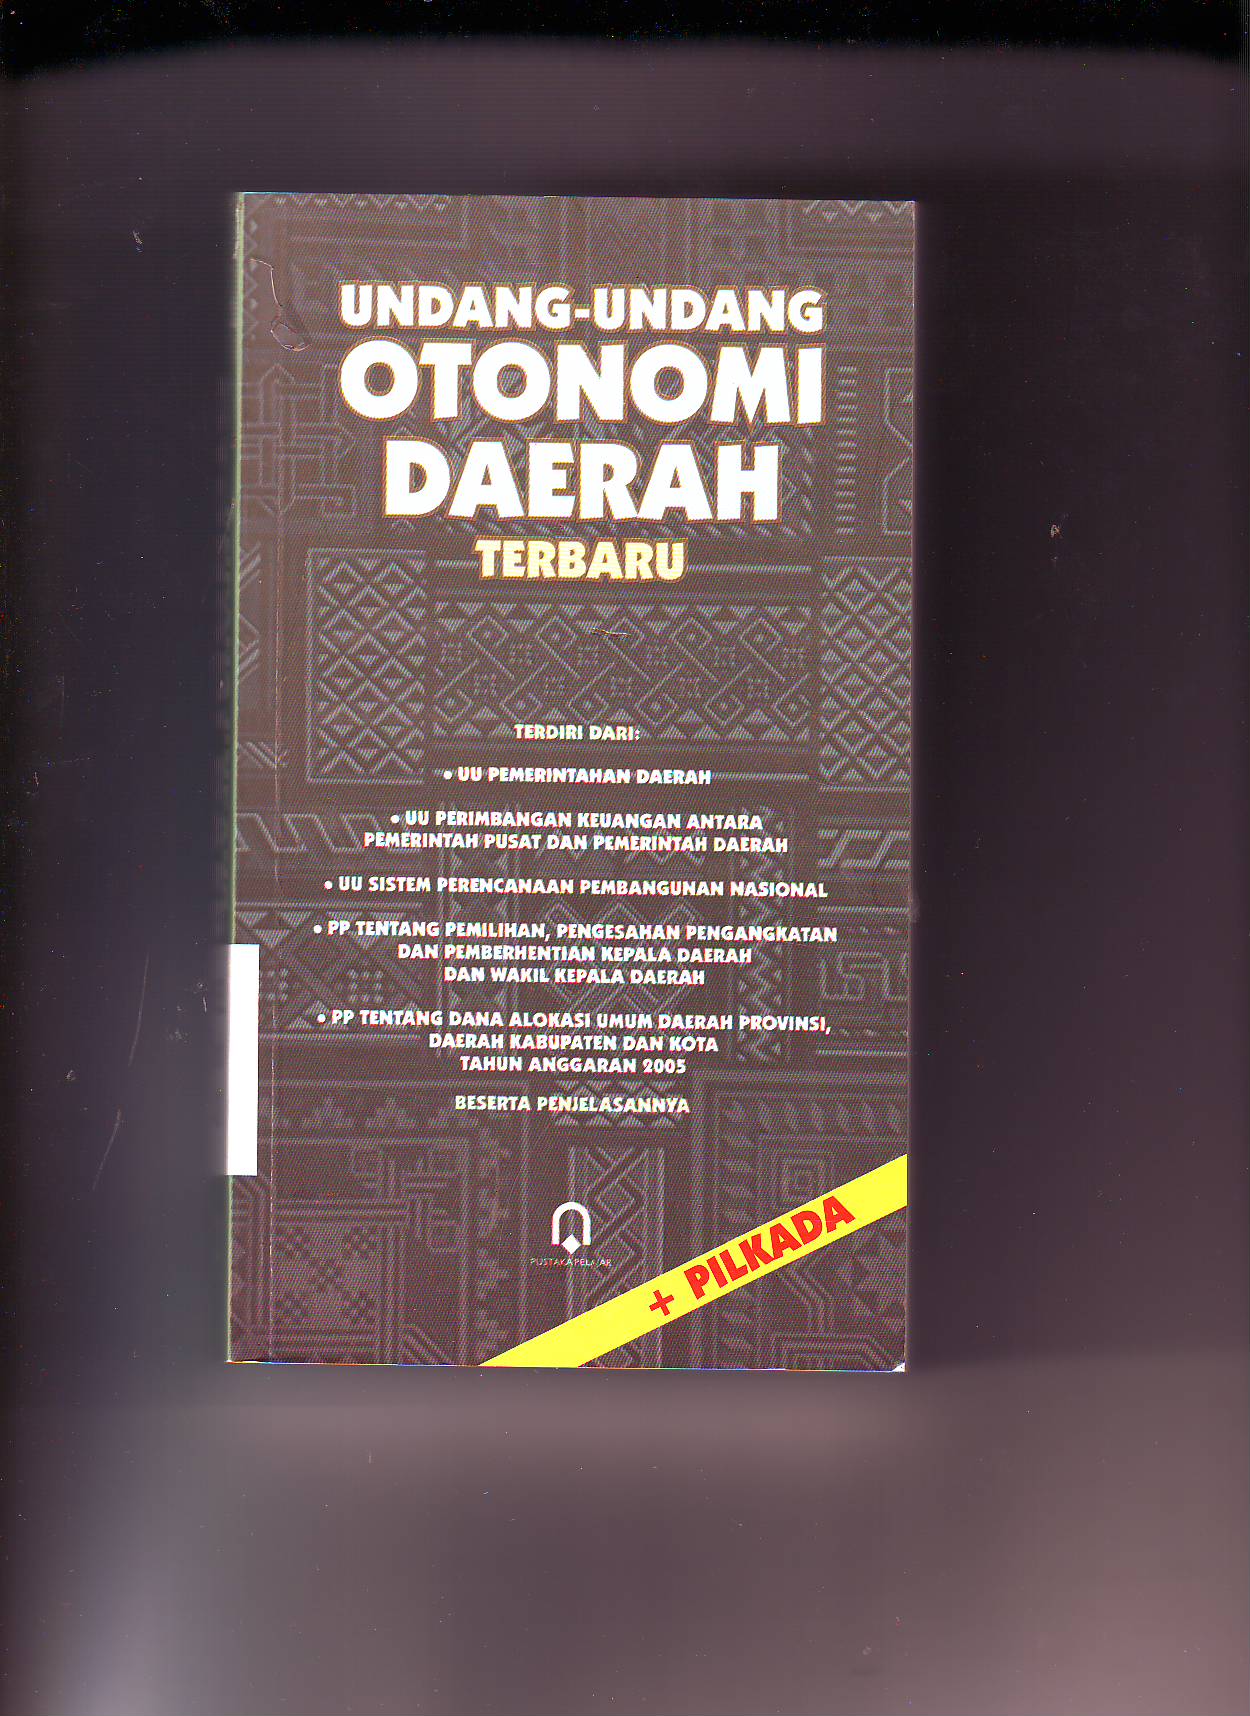 UNDANG-UNDANG
OTONOMI
DAERAH
TERBARU
TERDIRI DARI:
• UU PEMERINTAHAN DAERAH
• UU PERIMBANGAN KEUANGAN ANTARA
PEMERINTAH PUSAT DAN PEMERINTAH DAERAH
• UU SISTEM PERENCANAAN PEMBANGUNAN NASIONAL
• PP TENTANG PEMILIHAN, PENGESAHAN PENGANGKATAN
DAN PEMBERHENTIAN KEPALA DAERAH
DAN WAKIL KEPALA DAERAH
• PP TENTANG DANA ALOKASI UMUM DAERAH PROVINSI,
DAERAH KABUPATEN DAN KOTA
TAHUN ANGGARAN 2005
BESERTA PENJELASANNYA
PUSTAKA PELAJAR
+ PILKADA